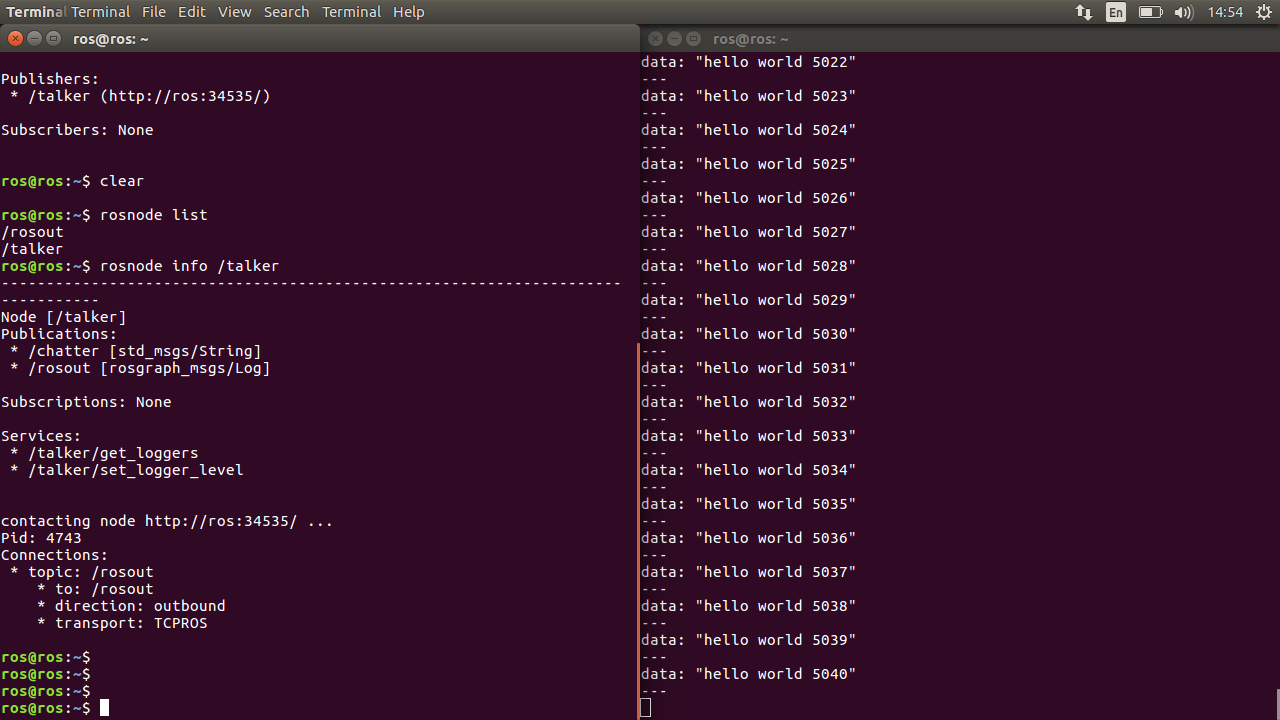 Terminal Terminal File Edit View Search Terminal Help En 14:54
ros@ros: ~
Publishers:
* /talker (http://ros:34535/)
Subscribers: None
ros@ros:~$ clear
ros@ros:~$ rosnode list
/rosout
/talker
ros@ros:~$ rosnode info /talker
---------------------------------------------------------------------
-----------
Node [/talker]
Publications:
* /chatter [std_msgs/String]
* /rosout [rosgraph_msgs/Log]
Subscriptions: None
Services:
* /talker/get_loggers
* /talker/set_logger_level
contacting node http://ros:34535/ ...
Pid: 4743
Connections:
* topic: /rosout
* to: /rosout
* direction: outbound
* transport: TCPROS
ros@ros:~$
ros@ros:~$
ros@ros:~$
ros@ros:~$
ros@ros: ~
data: "hello world 5022"
---
data: "hello world 5023"
---
data: "hello world 5024"
---
data: "hello world 5025"
---
data: "hello world 5026"
---
data: "hello world 5027"
---
data: "hello world 5028"
---
data: "hello world 5029"
---
data: "hello world 5030"
---
data: "hello world 5031"
---
data: "hello world 5032"
---
data: "hello world 5033"
---
data: "hello world 5034"
---
data: "hello world 5035"
---
data: "hello world 5036"
---
data: "hello world 5037"
---
data: "hello world 5038"
---
data: "hello world 5039"
---
data: "hello world 5040"
---